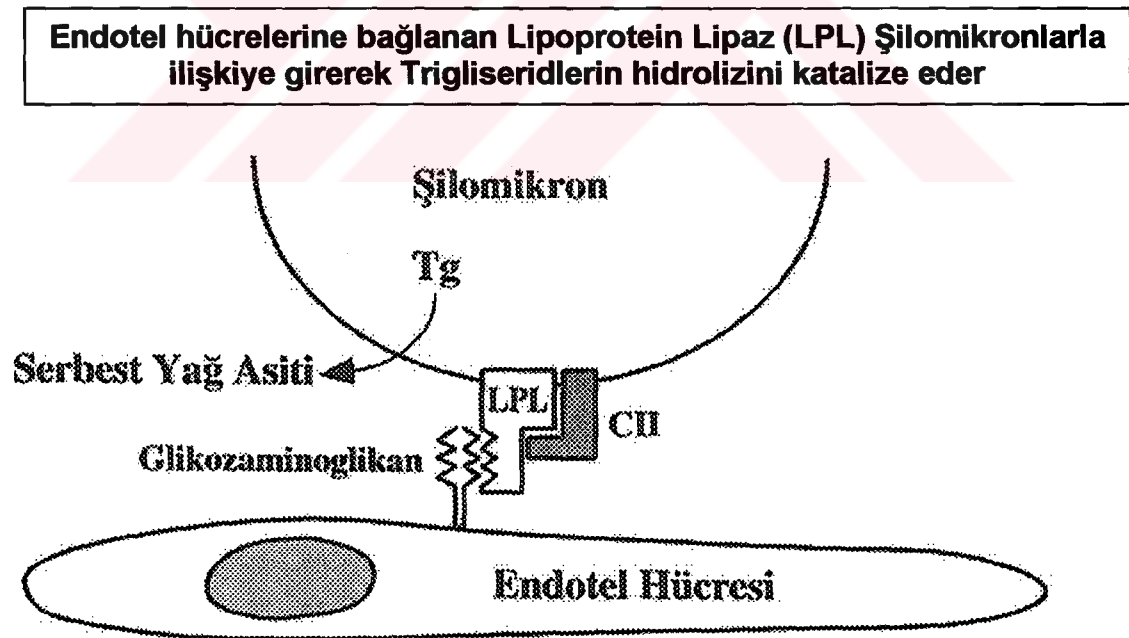 Endotel hücrelerine bağlanan Lipoprotein Lipaz (LPL) Şilomikronlarla
ilişkiye girerek Trigliseridlerin hidrolizini katalize eder
Şilomikron
Tg
Serbest Yağ Asiti
LPL
CII
Glikozaminoglikan
Endotel Hücresi